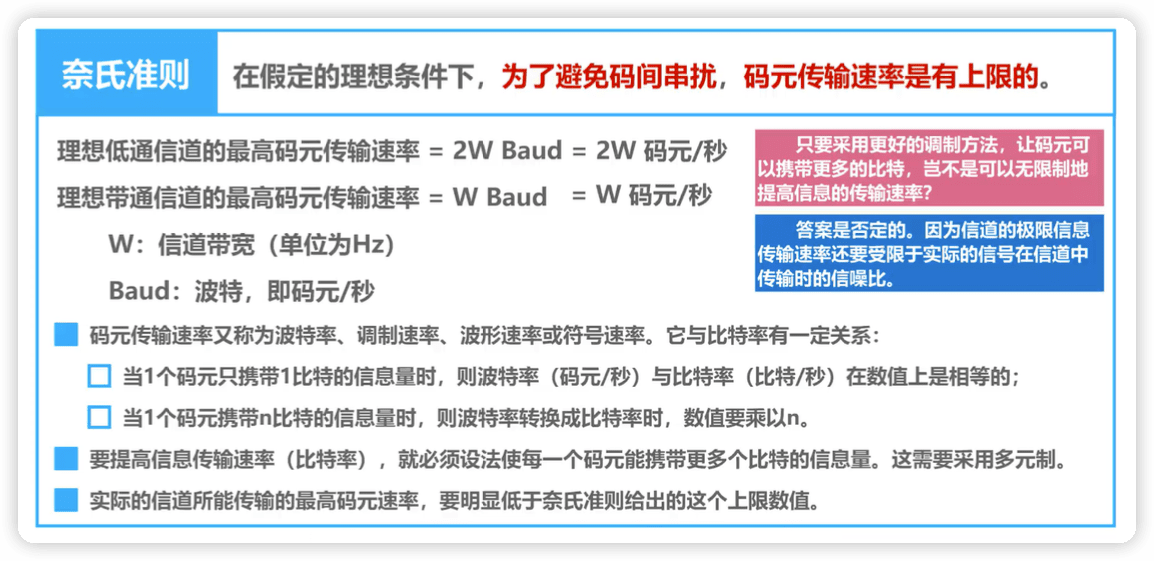 奈氏准则
在假定的理想条件下，为了避免码间串扰，码元传输速率是有上限的。
理想低通信道的最高码元传输速率 = 2W Baud = 2W 码元/秒
理想带通信道的最高码元传输速率 = W Baud = W 码元/秒
W：信道带宽（单位为Hz）
Baud：波特，即码元/秒
只要采用更好的调制方法，让码元可
以携带更多的比特，岂不是可以无限制地
提高信息的传输速率？
答案是否定的。因为信道的极限信息
传输速率还要受限于实际的信号在信道中
传输时的信噪比。
码元传输速率又称为波特率、调制速率、波形速率或符号速率。它与比特率有一定关系：
当1个码元只携带1比特的信息量时，则波特率（码元/秒）与比特率（比特/秒）在数值上是相等的；
当1个码元携带n比特的信息量时，则波特率转换成比特率时，数值要乘以n。
要提高信息传输速率（比特率），就必须设法使每一个码元能携带更多个比特的信息量。这需要采用多元制。
实际的信道所能传输的最高码元速率，要明显低于奈氏准则给出的这个上限数值。